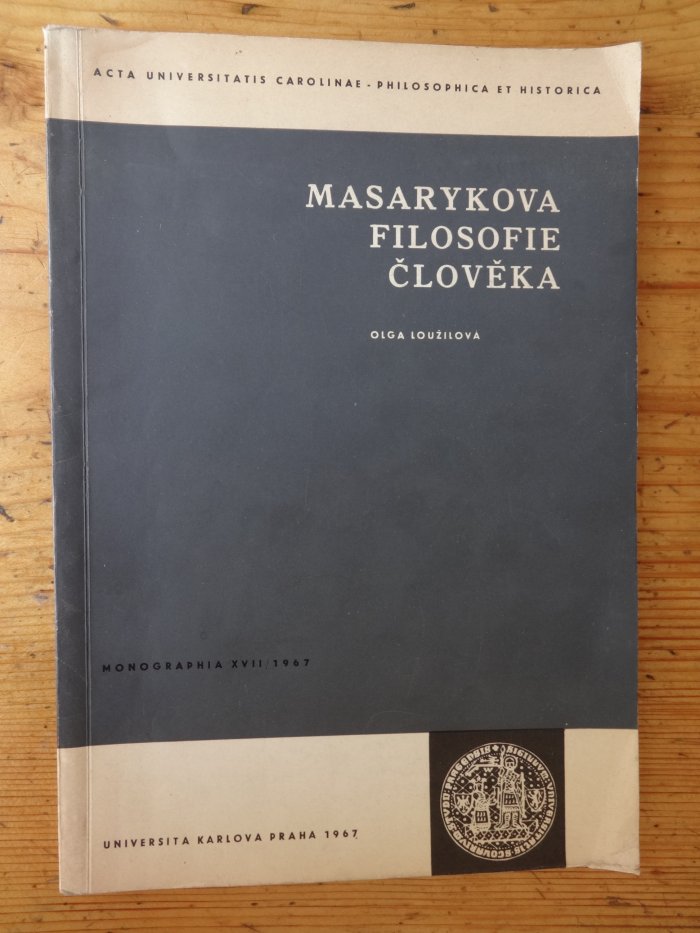 ACTA UNIVERSITATIS CAROLINAE - PHILOSOPHICA ET HISTORICA
MASARYKOVA
FILOSOFIE
ČLOVĚKA
OLGA LOUŽILOVÁ
MONOGRAPHIA XVII/1967
UNIVERSITA KARLOVA PRAHA 1967